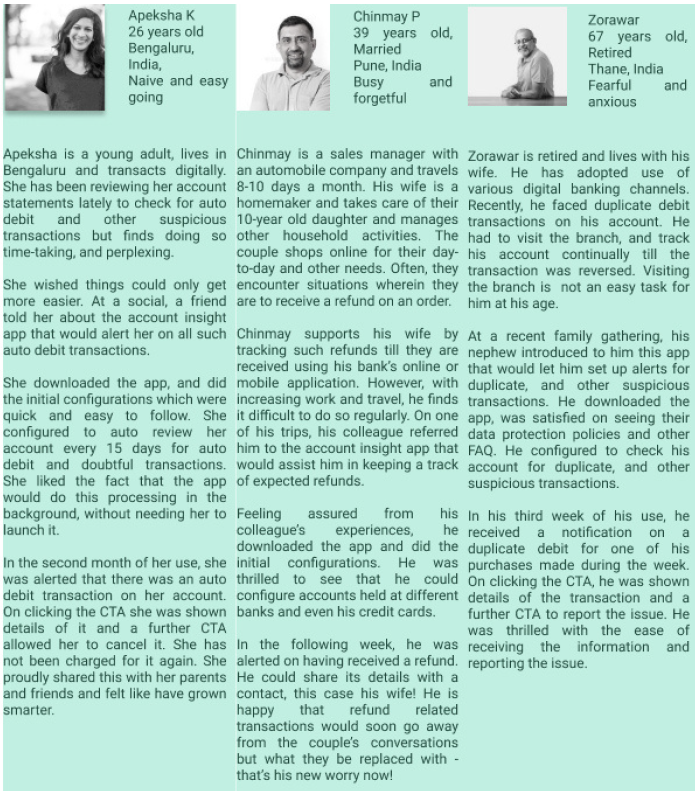 Apeksha K
26 years old
Bengaluru,
India,
Naive and easy
going
Apeksha is a young adult, lives in
Bengaluru and transacts digitally.
She has been reviewing her account
statements lately to check for auto
debit and other suspicious
transactions but finds doing so
time-taking, and perplexing.
She wished things could only get
more easier. At a social, a friend
told her about the account insight
app that would alert her on all such
auto debit transactions.
She downloaded the app, and did
the initial configurations which were
quick and easy to follow. She
configured to auto review her
account every 15 days for auto
debit and doubtful transactions.
She liked the fact that the app
would do this processing in the
background, without needing her to
launch it.
In the second month of her use, she
was alerted that there was an auto
debit transaction on her account.
On clicking the CTA she was shown
details of it and a further CTA
allowed her to cancel it. She has
not been charged for it again. She
proudly shared this with her parents
and friends and felt like have grown
smarter.
Chinmay P
39 years old,
Married
Pune, India
Busy and
forgetful
Chinmay is a sales manager with
an automobile company and travels
8-10 days a month. His wife is a
homemaker and takes care of their
10-year old daughter and manages
other household activities. The
couple shops online for their day-
to-day and other needs. Often, they
encounter situations wherein they
are to receive a refund on an order.
Chinmay supports his wife by
tracking such refunds till they are
received using his bank's online or
mobile application. However, with
increasing work and travel, he finds
it difficult to do so regularly. On one
of his trips, his colleague referred
him to the account insight app that
would assist him in keeping a track
of expected refunds.
Feeling assured from his
colleague's experiences, he
downloaded the app and did the
initial configurations. He was
thrilled to see that he could
configure accounts held at different
banks and even his credit cards.
In the following week, he was
alerted on having received a refund.
He could share its details with a
contact, this case his wife! He is
happy that refund related
transactions would soon go away
from the couple's conversations
but what they be replaced with -
that's his new worry now!
Zorawar
67 years old,
Retired
Thane, India
Fearful and
anxious
Zorawar is retired and lives with his
wife. He has adopted use of
various digital banking channels.
Recently, he faced duplicate debit
transactions on his account. He
had to visit the branch, and track
his account continually till the
transaction was reversed. Visiting
the branch is not an easy task for
him at his age.
At a recent family gathering, his
nephew introduced to him this app
that would let him set up alerts for
duplicate, and other suspicious
transactions. He downloaded the
app, was satisfied on seeing their
data protection policies and other
FAQ. He configured to check his
account for duplicate, and other
suspicious transactions.
In his third week of his use, he
received a notification on a
duplicate debit for one of his
purchases made during the week.
On clicking the CTA, he was shown
details of the transaction and a
further CTA to report the issue. He
was thrilled with the ease of
receiving the information and
reporting the issue.